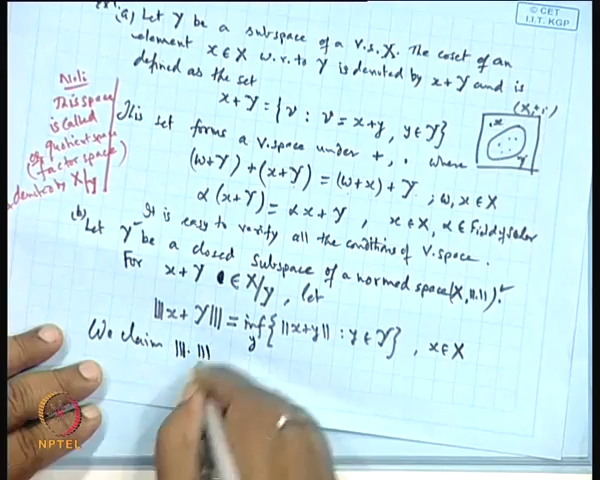 © CET
I.I.T. KGP
Ex. (a) Let Y be a subspace of a v.s. X. The coset of an
element x ∈ X w.r. to Y is denoted by x+Y and is
defined as the set
x+Y = {v : v = x+y, y ∈ Y}
(X,+,·)
.x
Y
This set forms a v.space under +, · where
(w+Y) + (x+Y) = (w+x) + Y ; w, x ∈ X
α(x+Y) = αx + Y , x ∈ X, α ∈ Field of scalar
It is easy to verify all the conditions of v.space.
Note
This space
is called
quotient space
or
(factor space)
denoted by X/Y
(b) Let Y be a closed subspace of a normed space (X, ||.||).
For x+Y ∈ X/Y, let
|||x+Y||| = inf {||x+y|| : y ∈ Y} , x ∈ X
y
We claim |||.|||
NPTEL